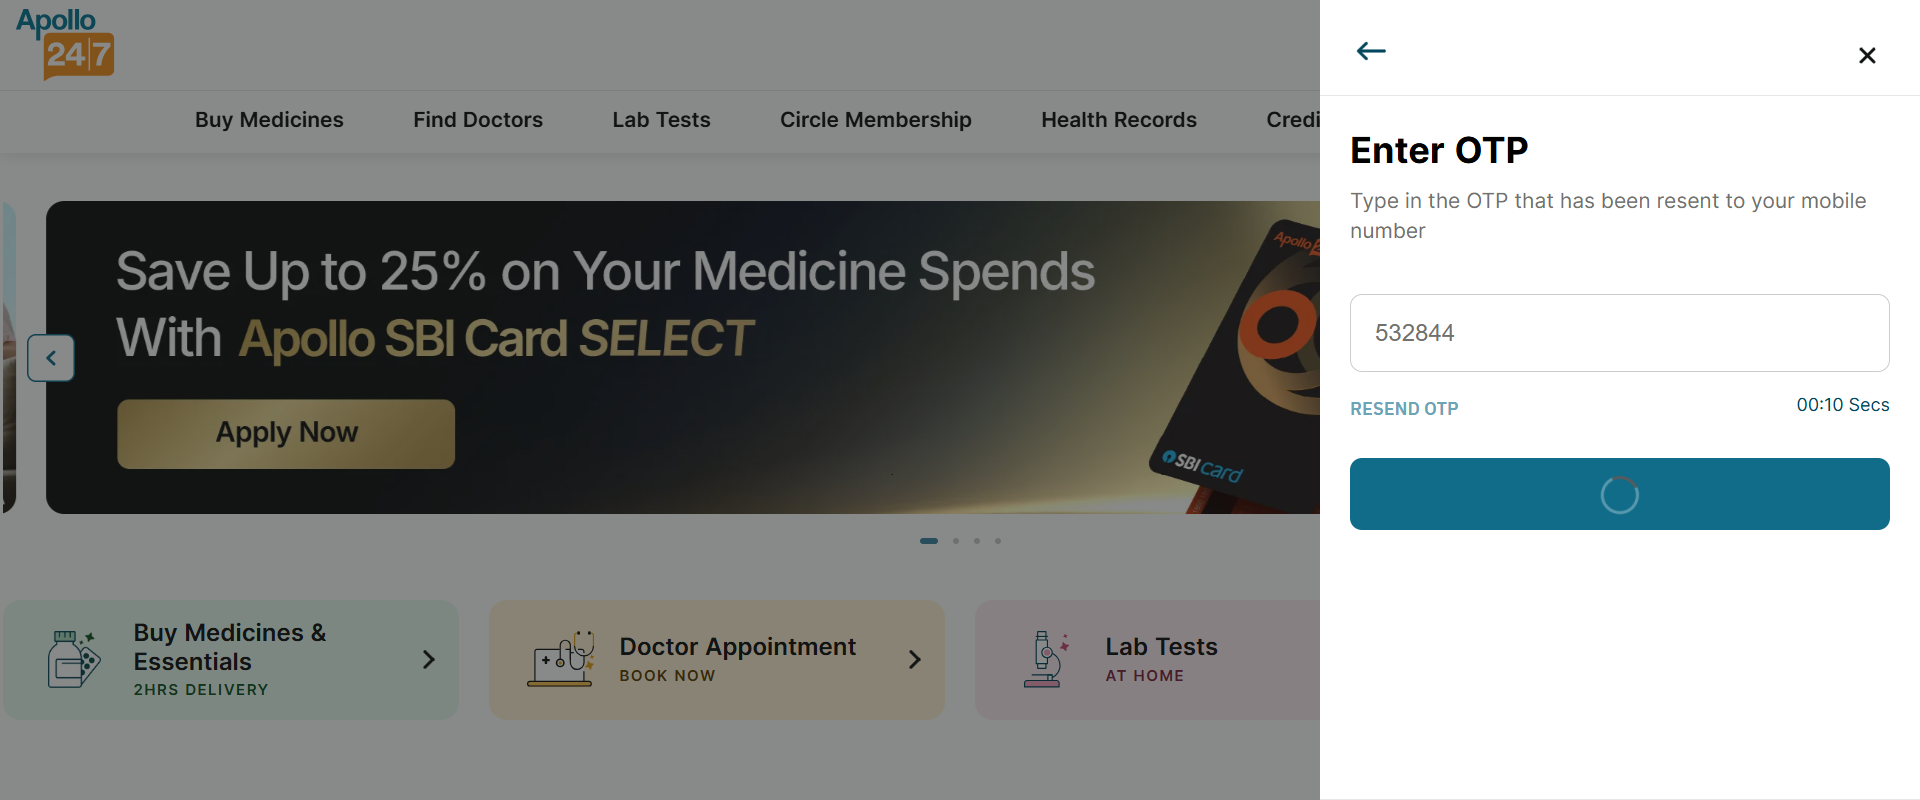 Apollo
24|7
Buy Medicines
Find Doctors
Lab Tests
Circle Membership
Health Records
Credi
Save Up to 25% on Your Medicine Spends
With Apollo SBI Card SELECT
Apply Now
Apollo
SBI Card
Buy Medicines &
Essentials
2HRS DELIVERY
Doctor Appointment
BOOK NOW
Lab Tests
AT HOME
Enter OTP
Type in the OTP that has been resent to your mobile
number
532844
RESEND OTP
00:10 Secs